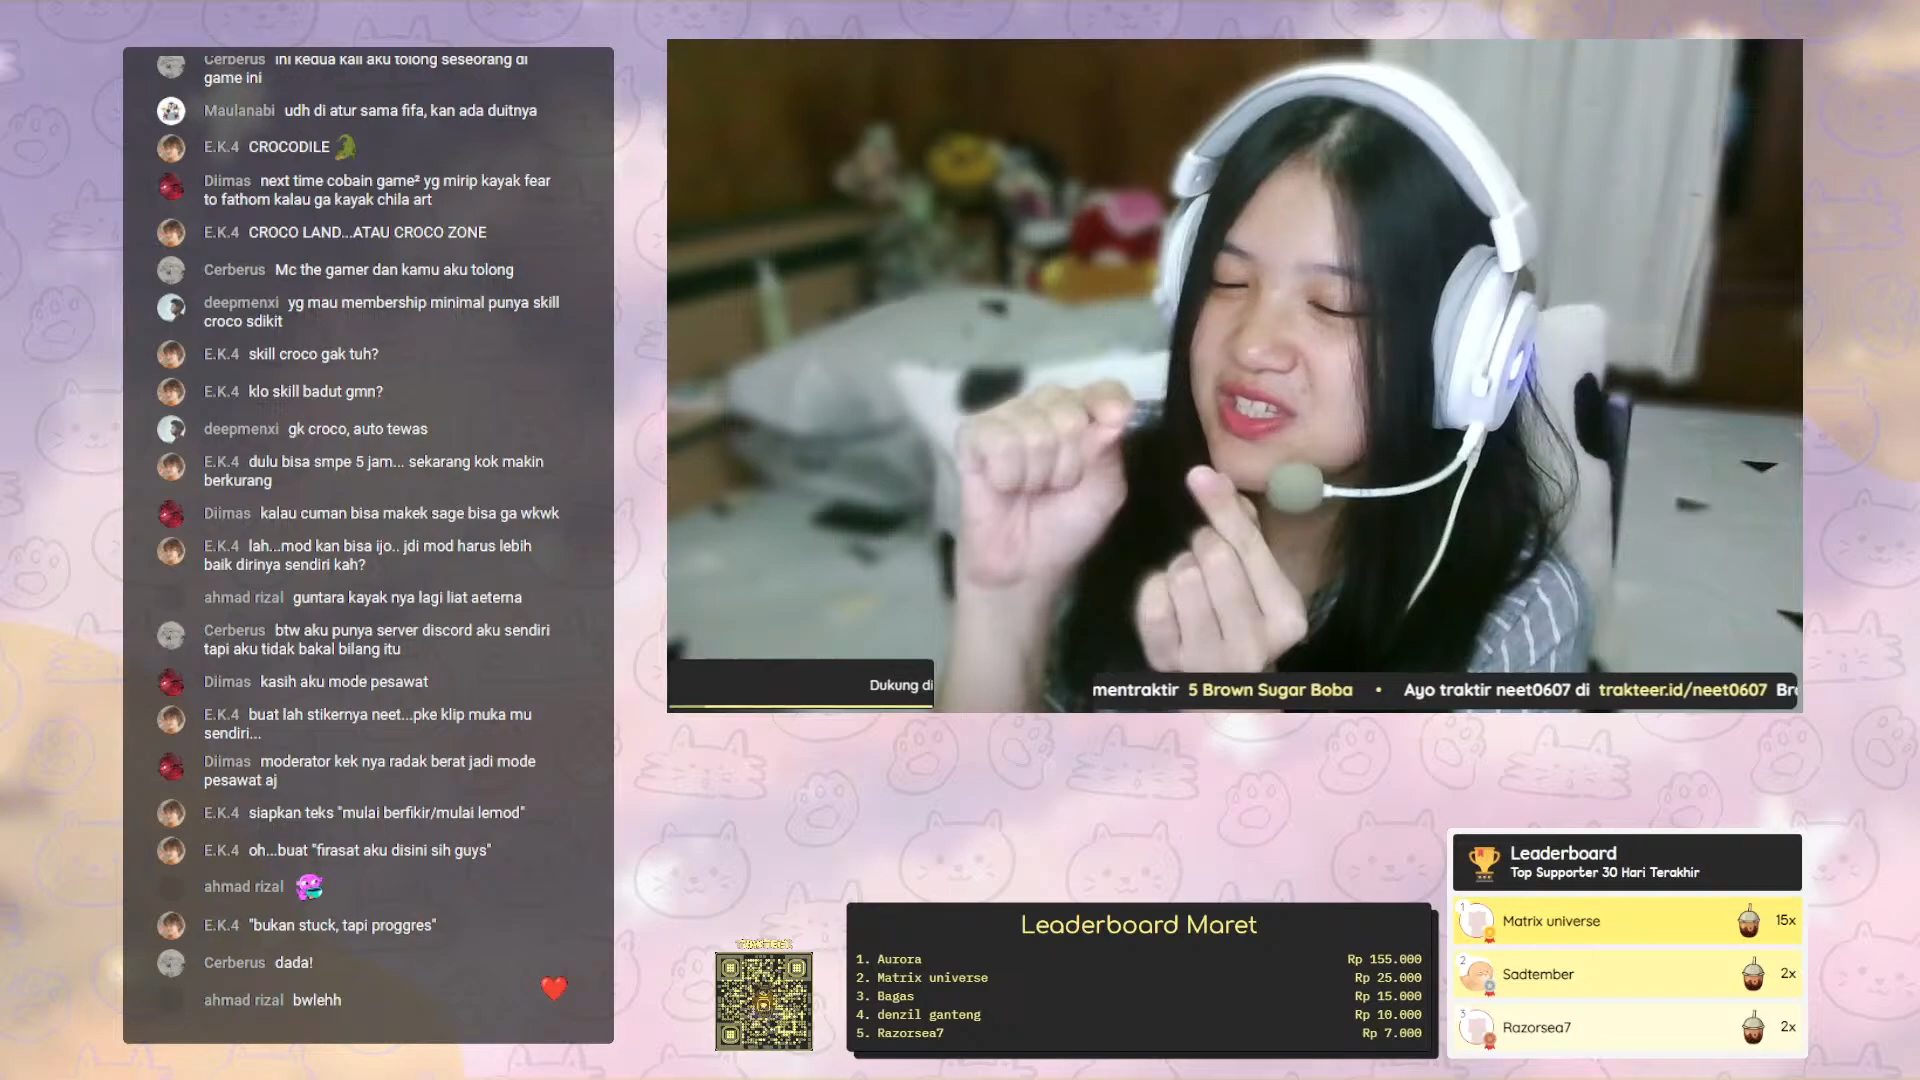 Cerberus ini kedua kali aku tolong seseorang di
game ini
Maulanabi udh di atur sama fifa, kan ada duitnya
E.K.4 CROCODILE
Diimas next time cobain game² yg mirip kayak fear
to fathom kalau ga kayak chila art
E.K.4 CROCO LAND...ATAU CROCO ZONE
Cerberus Mc the gamer dan kamu aku tolong
deepmenxi yg mau membership minimal punya skill
croco sdikit
E.K.4 skill croco gak tuh?
E.K.4 klo skill badut gmn?
deepmenxi gk croco, auto tewas
E.K.4 dulu bisa smpe 5 jam... sekarang kok makin
berkurang
Diimas kalau cuman bisa makek sage bisa ga wkwk
E.K.4 lah...mod kan bisa ijo.. jdi mod harus lebih
baik dirinya sendiri kah?
ahmad rizal guntara kayak nya lagi liat aeterna
Cerberus btw aku punya server discord aku sendiri
tapi aku tidak bakal bilang itu
Diimas kasih aku mode pesawat
E.K.4 buat lah stikernya neet...pke klip muka mu
sendiri...
Diimas moderator kek nya radak berat jadi mode
pesawat aj
E.K.4 siapkan teks "mulai berfikir/mulai lemod"
E.K.4 oh...buat "firasat aku disini sih guys"
ahmad rizal
E.K.4 "bukan stuck, tapi proggres"
Cerberus dada!
ahmad rizal bwlehh
Dukung di
mentraktir 5 Brown Sugar Boba • Ayo traktir neet0607 di trakteer.id/neet0607 Br
Leaderboard Maret
1. Aurora Rp 155.000
2. Matrix universe Rp 25.000
3. Bagas Rp 15.000
4. denzil ganteng Rp 10.000
5. Razorsea7 Rp 7.000
Leaderboard
Top Supporter 30 Hari Terakhir
1 Matrix universe 15x
2 Sadtember 2x
3 Razorsea7 2x